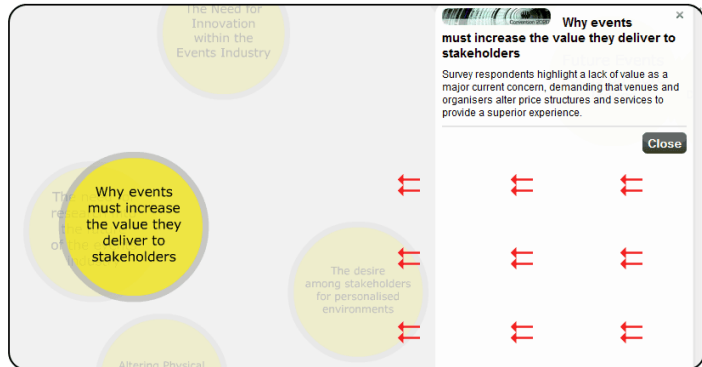 The Need for
Innovation
within the
Events Industry
Why events
must increase the value they deliver to
stakeholders
Survey respondents highlight a lack of value as a
major current concern, demanding that venues and
organisers alter price structures and services to
provide a superior experience.
Close
Why events
must increase
the value they
deliver to
stakeholders
The desire
among stakeholders
for personalised
environments
Altering Physical